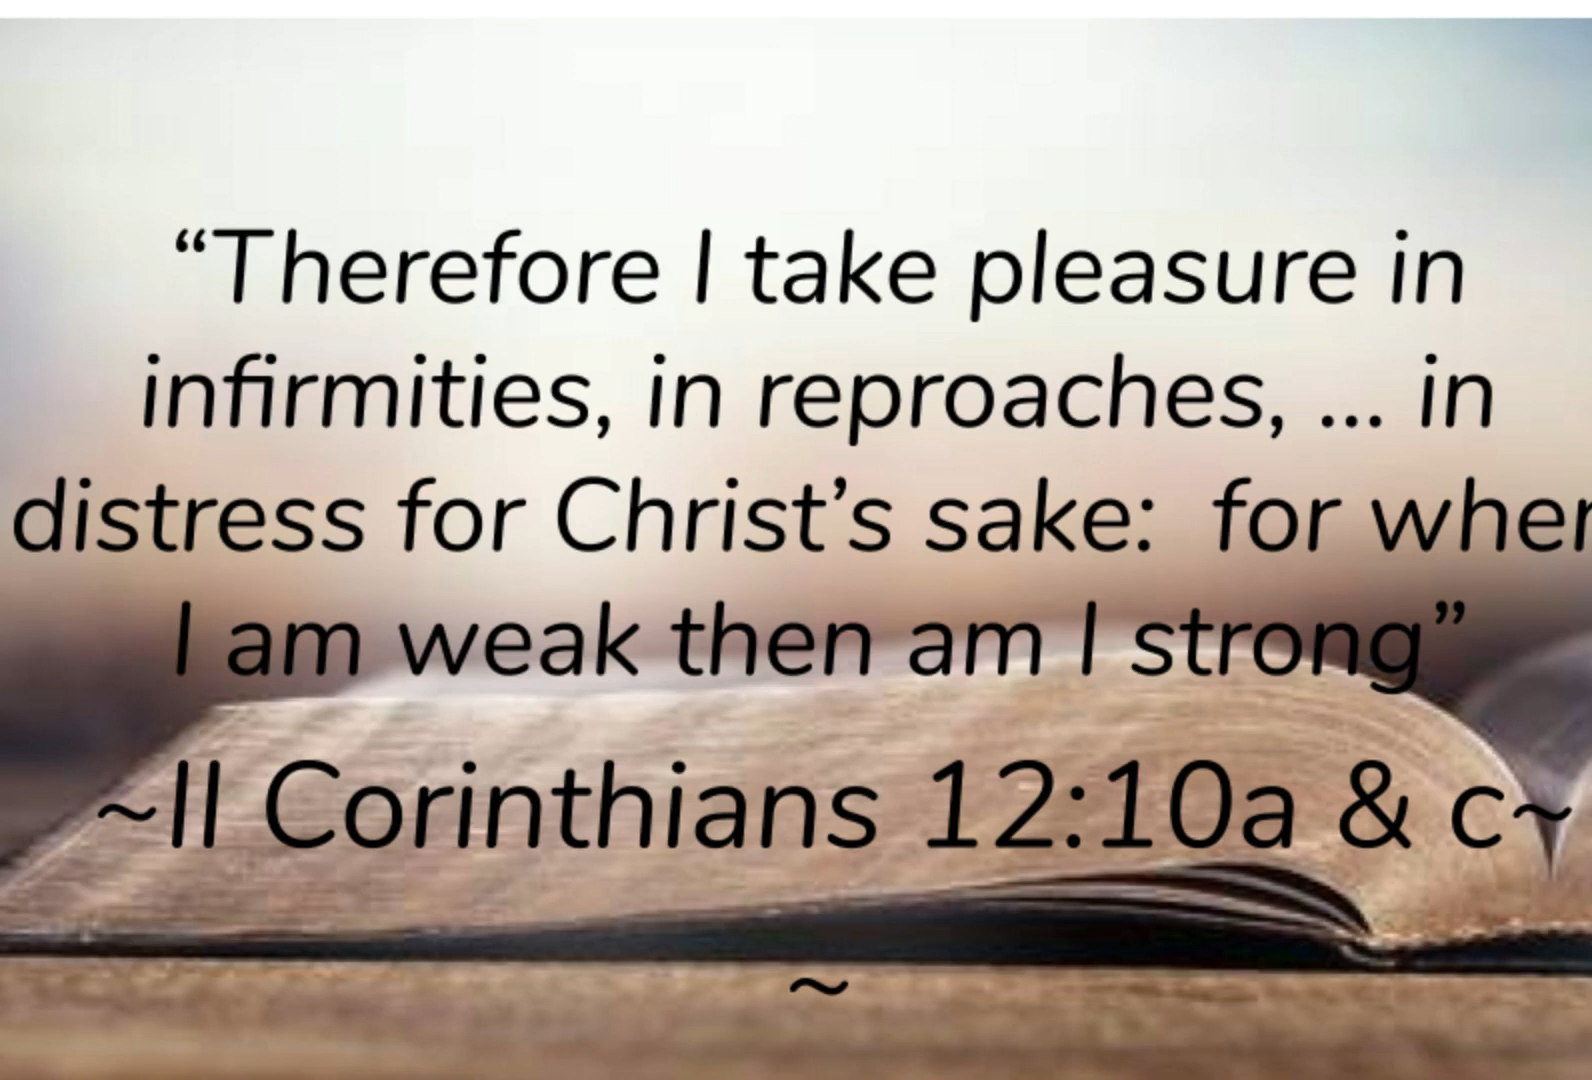 “Therefore I take pleasure in
infirmities, in reproaches, ... in
distress for Christ’s sake:  for when
I am weak then am I strong”
~II Corinthians 12:10a & c~
~